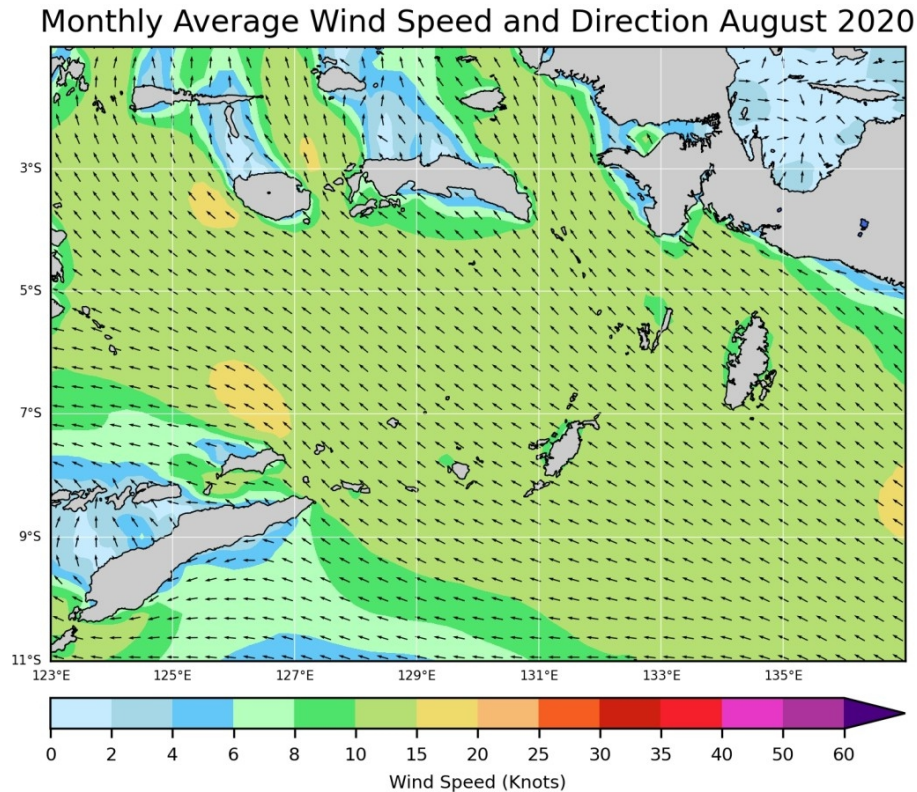 Monthly Average Wind Speed and Direction August 2020
3°S
5°S
7°S
9°S
11°S
123°E 125°E 127°E 129°E 131°E 133°E 135°E
0 2 4 6 8 10 15 20 25 30 35 40 50 60
Wind Speed (Knots)